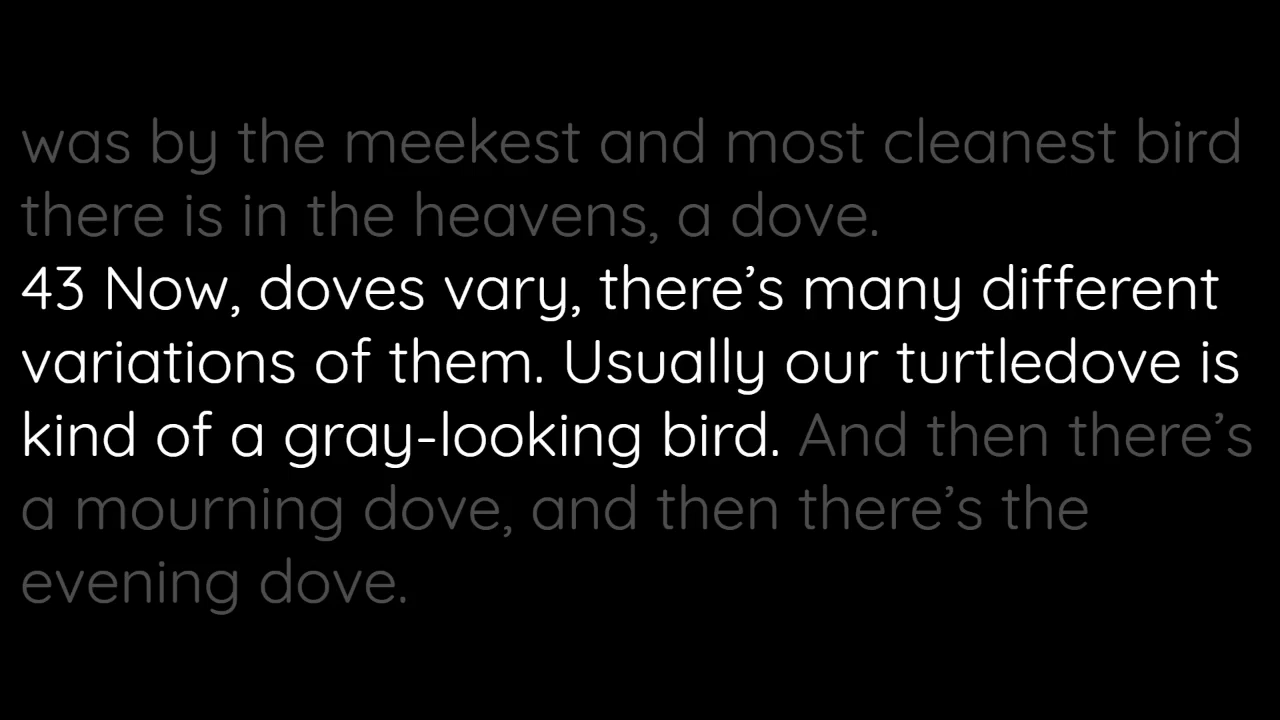 was by the meekest and most cleanest bird
there is in the heavens, a dove.
43 Now, doves vary, there’s many different
variations of them. Usually our turtledove is
kind of a gray-looking bird. And then there’s
a mourning dove, and then there’s the
evening dove.